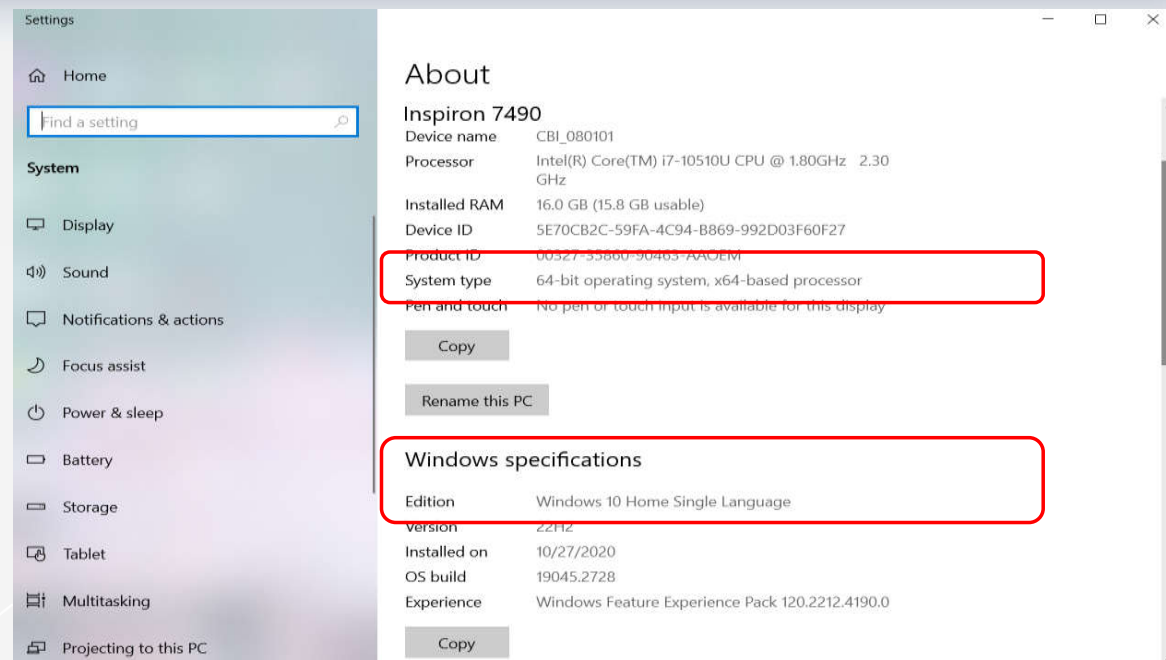 Settings
Home
Find a setting
System
Display
Sound
Notifications & actions
Focus assist
Power & sleep
Battery
Storage
Tablet
Multitasking
Projecting to this PC
About
Inspiron 7490
Device name CBI_080101
Processor Intel(R) Core(TM) i7-10510U CPU @ 1.80GHz 2.30
GHz
Installed RAM 16.0 GB (15.8 GB usable)
Device ID 5E70CB2C-59FA-4C94-B869-992D03F60F27
Product ID 00327-35860-90463-AAOEM
System type 64-bit operating system, x64-based processor
Pen and touch No pen or touch input is available for this display
Copy
Rename this PC
Windows specifications
Edition Windows 10 Home Single Language
Version 22H2
Installed on 10/27/2020
OS build 19045.2728
Experience Windows Feature Experience Pack 120.2212.4190.0
Copy